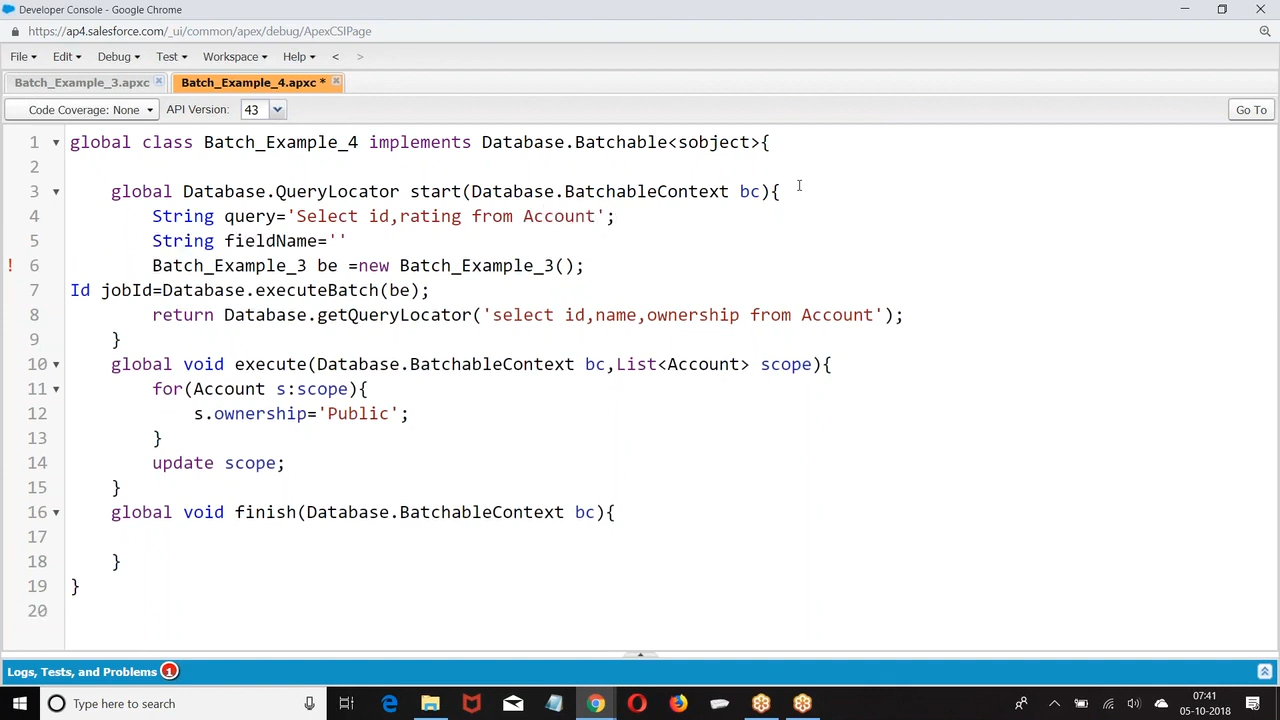 Developer Console - Google Chrome
https://ap4.salesforce.com/_ui/common/apex/debug/ApexCSIPage
File Edit Debug Test Workspace Help < >
Batch_Example_3.apxc Batch_Example_4.apxc *
Code Coverage: None API Version: 43 Go To
1 global class Batch_Example_4 implements Database.Batchable<sobject>{
2
3 global Database.QueryLocator start(Database.BatchableContext bc){
4 String query='Select id,rating from Account';
5 String fieldName=''
! 6 Batch_Example_3 be =new Batch_Example_3();
7 Id jobId=Database.executeBatch(be);
8 return Database.getQueryLocator('select id,name,ownership from Account');
9 }
10 global void execute(Database.BatchableContext bc,List<Account> scope){
11 for(Account s:scope){
12 s.ownership='Public';
13 }
14 update scope;
15 }
16 global void finish(Database.BatchableContext bc){
17
18 }
19 }
20
Logs, Tests, and Problems 1
Type here to search
07:41
05-10-2018